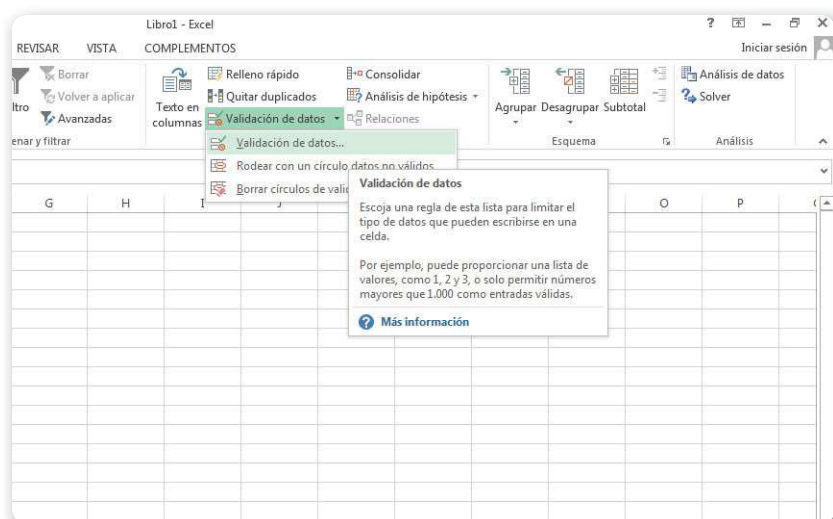 Libro1 - Excel
?
REVISAR VISTA COMPLEMENTOS Iniciar sesión
Borrar
Volver a aplicar
Avanzadas
Texto en
columnas
Relleno rápido
Quitar duplicados
Validación de datos
Consolidar
Análisis de hipótesis
Relaciones
Agrupar Desagrupar Subtotal
Análisis de datos
Solver
enar y filtrar
Esquema
Análisis
Validación de datos...
Rodear con un círculo datos no válidos
Borrar círculos de valid
Validación de datos
Escoja una regla de esta lista para limitar el
tipo de datos que pueden escribirse en una
celda.
Por ejemplo, puede proporcionar una lista de
valores, como 1, 2 y 3, o solo permitir números
mayores que 1.000 como entradas válidas.
? Más información
G H I J O P